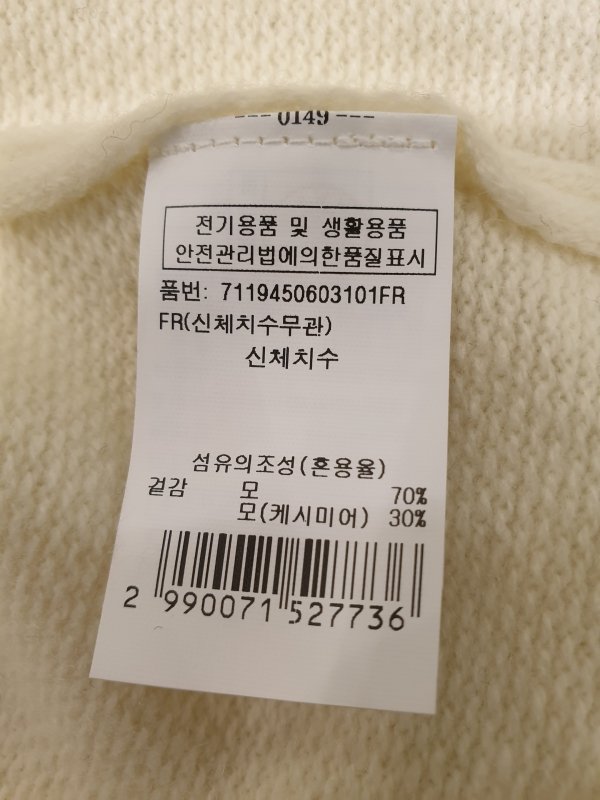 --- 0149 ---
전기용품 및 생활용품
안전관리법에의한품질표시
품번: 7119450603101FR
FR(신체치수무관)
신체치수
섬유의조성(혼용율)
겉감 모 70%
모(케시미어) 30%
2 990071 527736